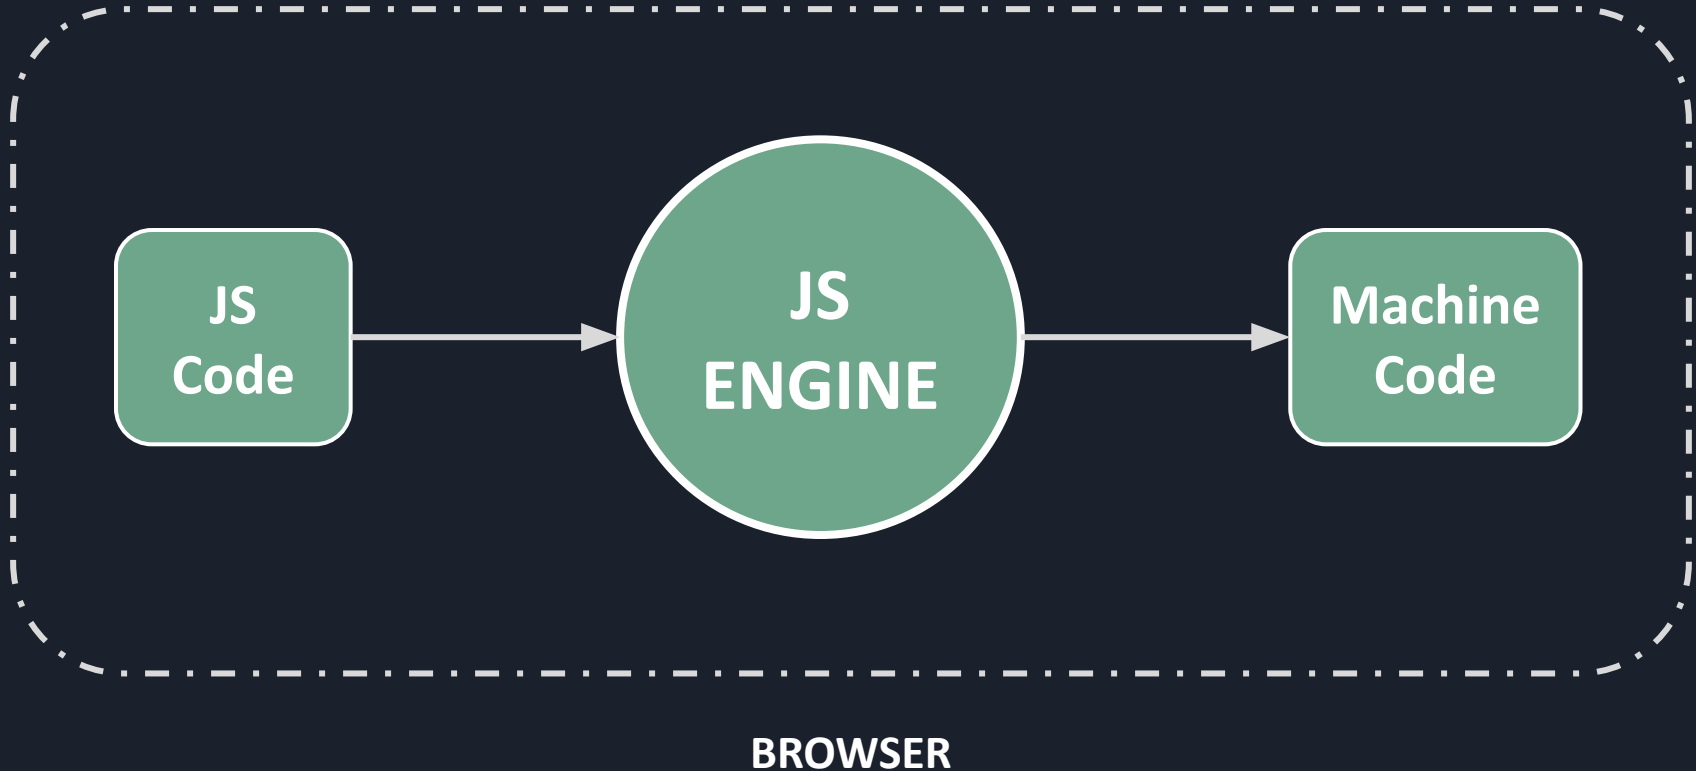 JS
Code
JS
ENGINE
Machine
Code
BROWSER